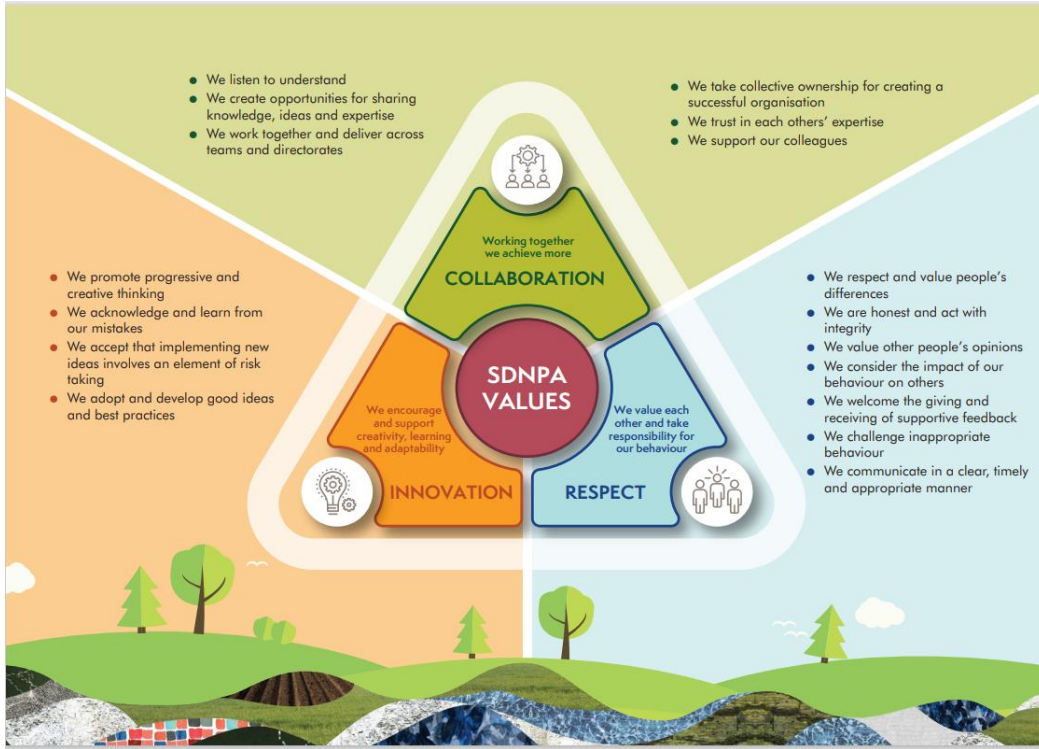 ● We listen to understand
● We create opportunities for sharing
knowledge, ideas and expertise
● We work together and deliver across
teams and directorates
● We take collective ownership for creating a
successful organisation
● We trust in each others’ expertise
● We support our colleagues
Working together
we achieve more
COLLABORATION
● We promote progressive and
creative thinking
● We acknowledge and learn from
our mistakes
● We accept that implementing new
ideas involves an element of risk
taking
● We adopt and develop good ideas
and best practices
SDNPA
VALUES
We encourage
and support
creativity, learning
and adaptability
INNOVATION
We value each
other and take
responsibility for
our behaviour
RESPECT
● We respect and value people’s
differences
● We are honest and act with
integrity
● We value other people’s opinions
● We consider the impact of our
behaviour on others
● We welcome the giving and
receiving of supportive feedback
● We challenge inappropriate
behaviour
● We communicate in a clear, timely
and appropriate manner